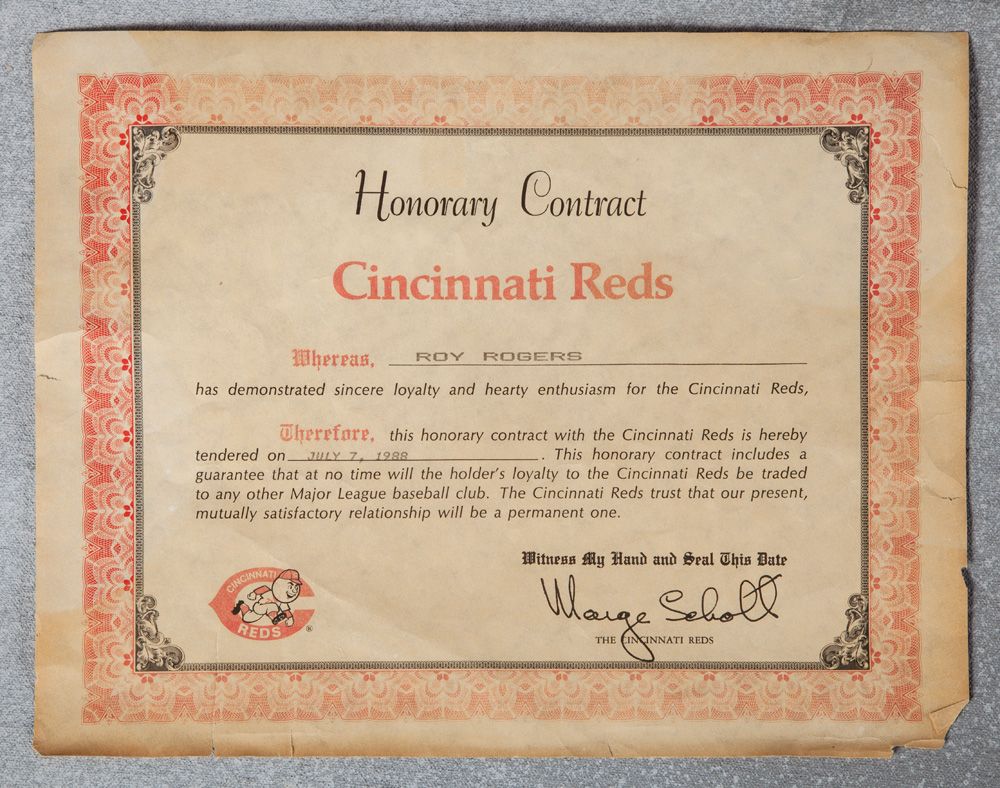 Honorary Contract
Cincinnati Reds
Whereas, ROY ROGERS
has demonstrated sincere loyalty and hearty enthusiasm for the Cincinnati Reds,
Therefore, this honorary contract with the Cincinnati Reds is hereby
tendered on JULY 7, 1988. This honorary contract includes a
guarantee that at no time will the holder's loyalty to the Cincinnati Reds be traded
to any other Major League baseball club. The Cincinnati Reds trust that our present,
mutually satisfactory relationship will be a permanent one.
Witness My Hand and Seal This Date
Marge Schott
THE CINCINNATI REDS
CINCINNATI
REDS ®